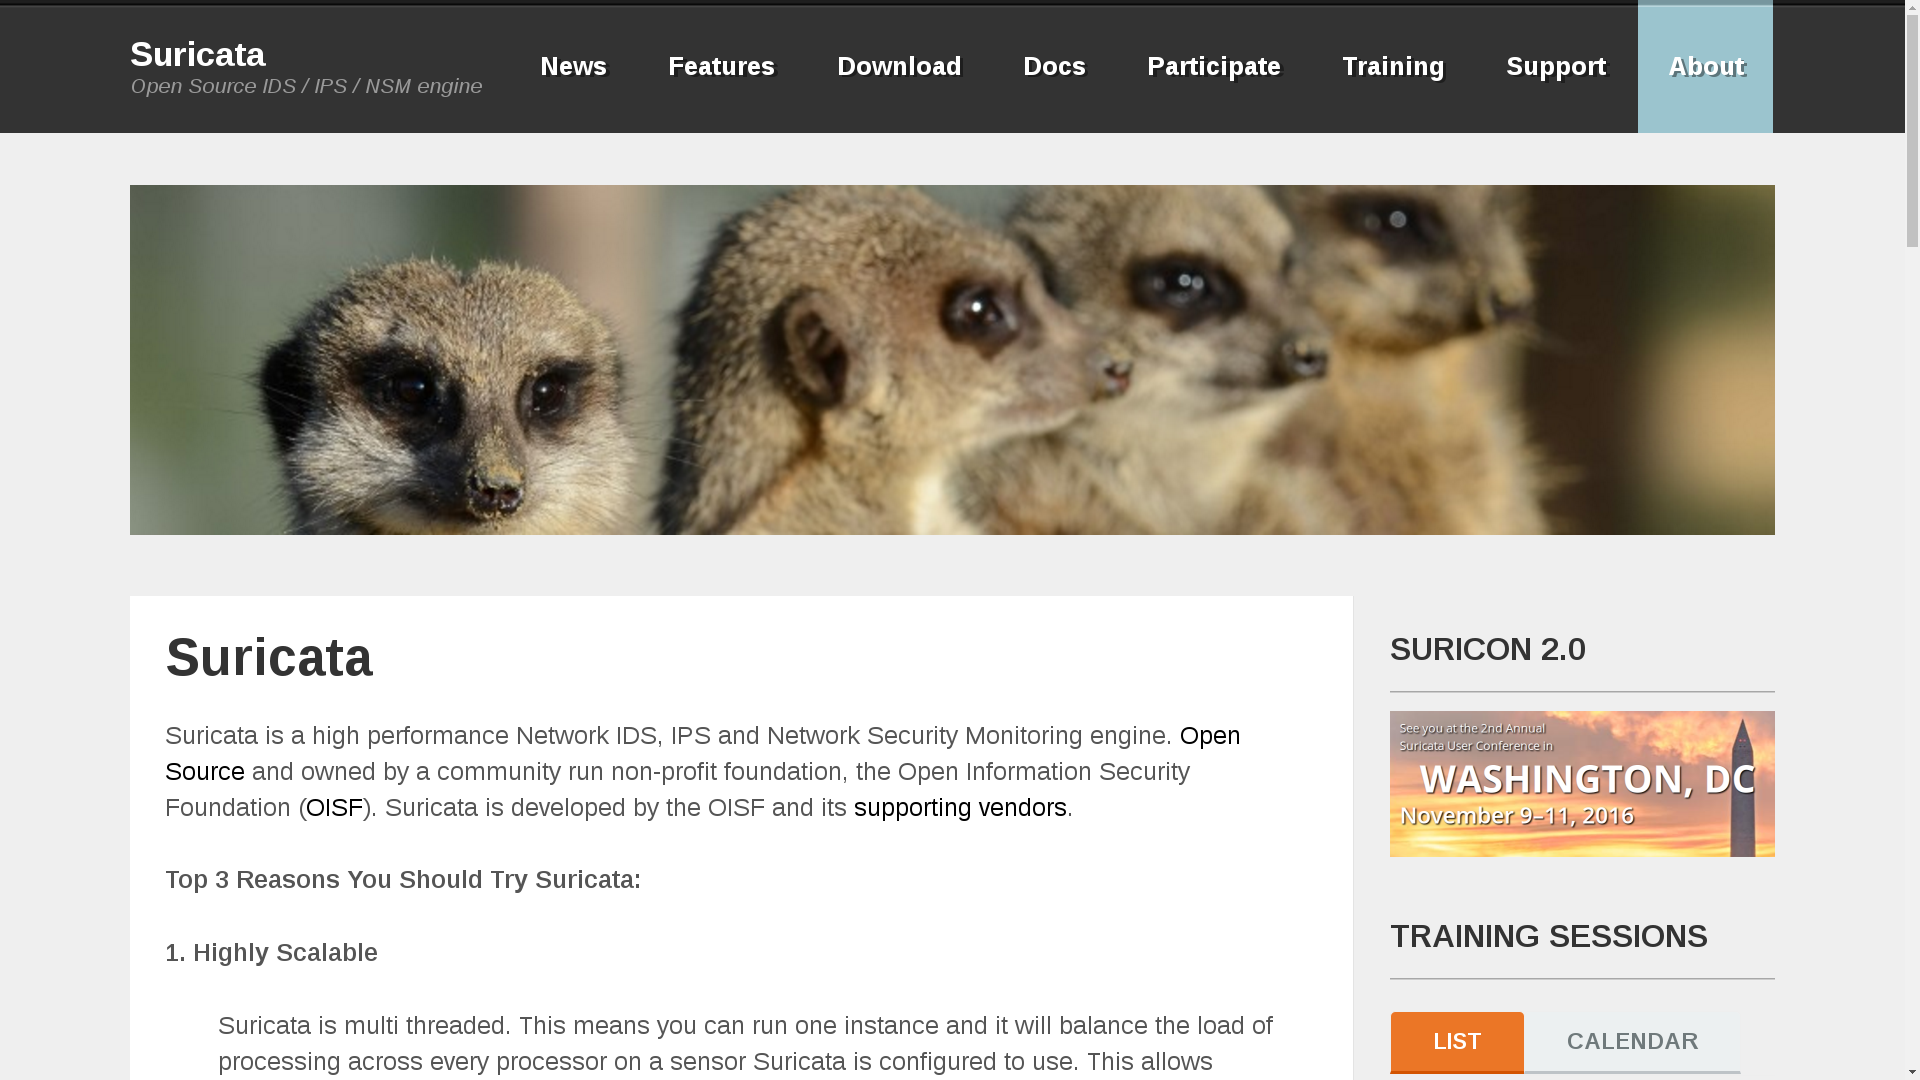 Suricata
Open Source IDS / IPS / NSM engine
News Features Download Docs Participate Training Support About
Suricata
Suricata is a high performance Network IDS, IPS and Network Security Monitoring engine. Open
Source and owned by a community run non-profit foundation, the Open Information Security
Foundation (OISF). Suricata is developed by the OISF and its supporting vendors.
Top 3 Reasons You Should Try Suricata:
1. Highly Scalable
Suricata is multi threaded. This means you can run one instance and it will balance the load of
processing across every processor on a sensor Suricata is configured to use. This allows
SURICON 2.0
See you at the 2nd Annual
Suricata User Conference in
WASHINGTON, DC
November 9–11, 2016
TRAINING SESSIONS
LIST CALENDAR